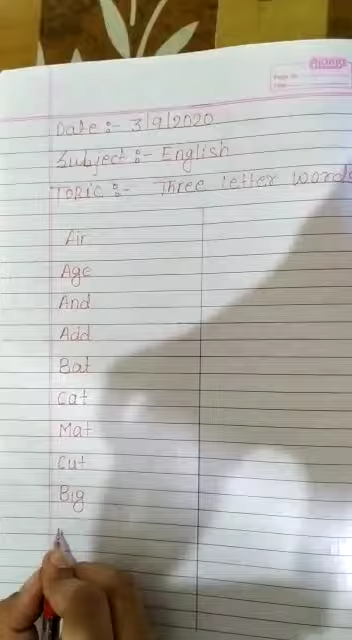 Date :- 3/9/2020
Subject :- English
Topic :- Three letter words
Air
Age
And
Add
Bat
Cat
Mat
Cut
Big